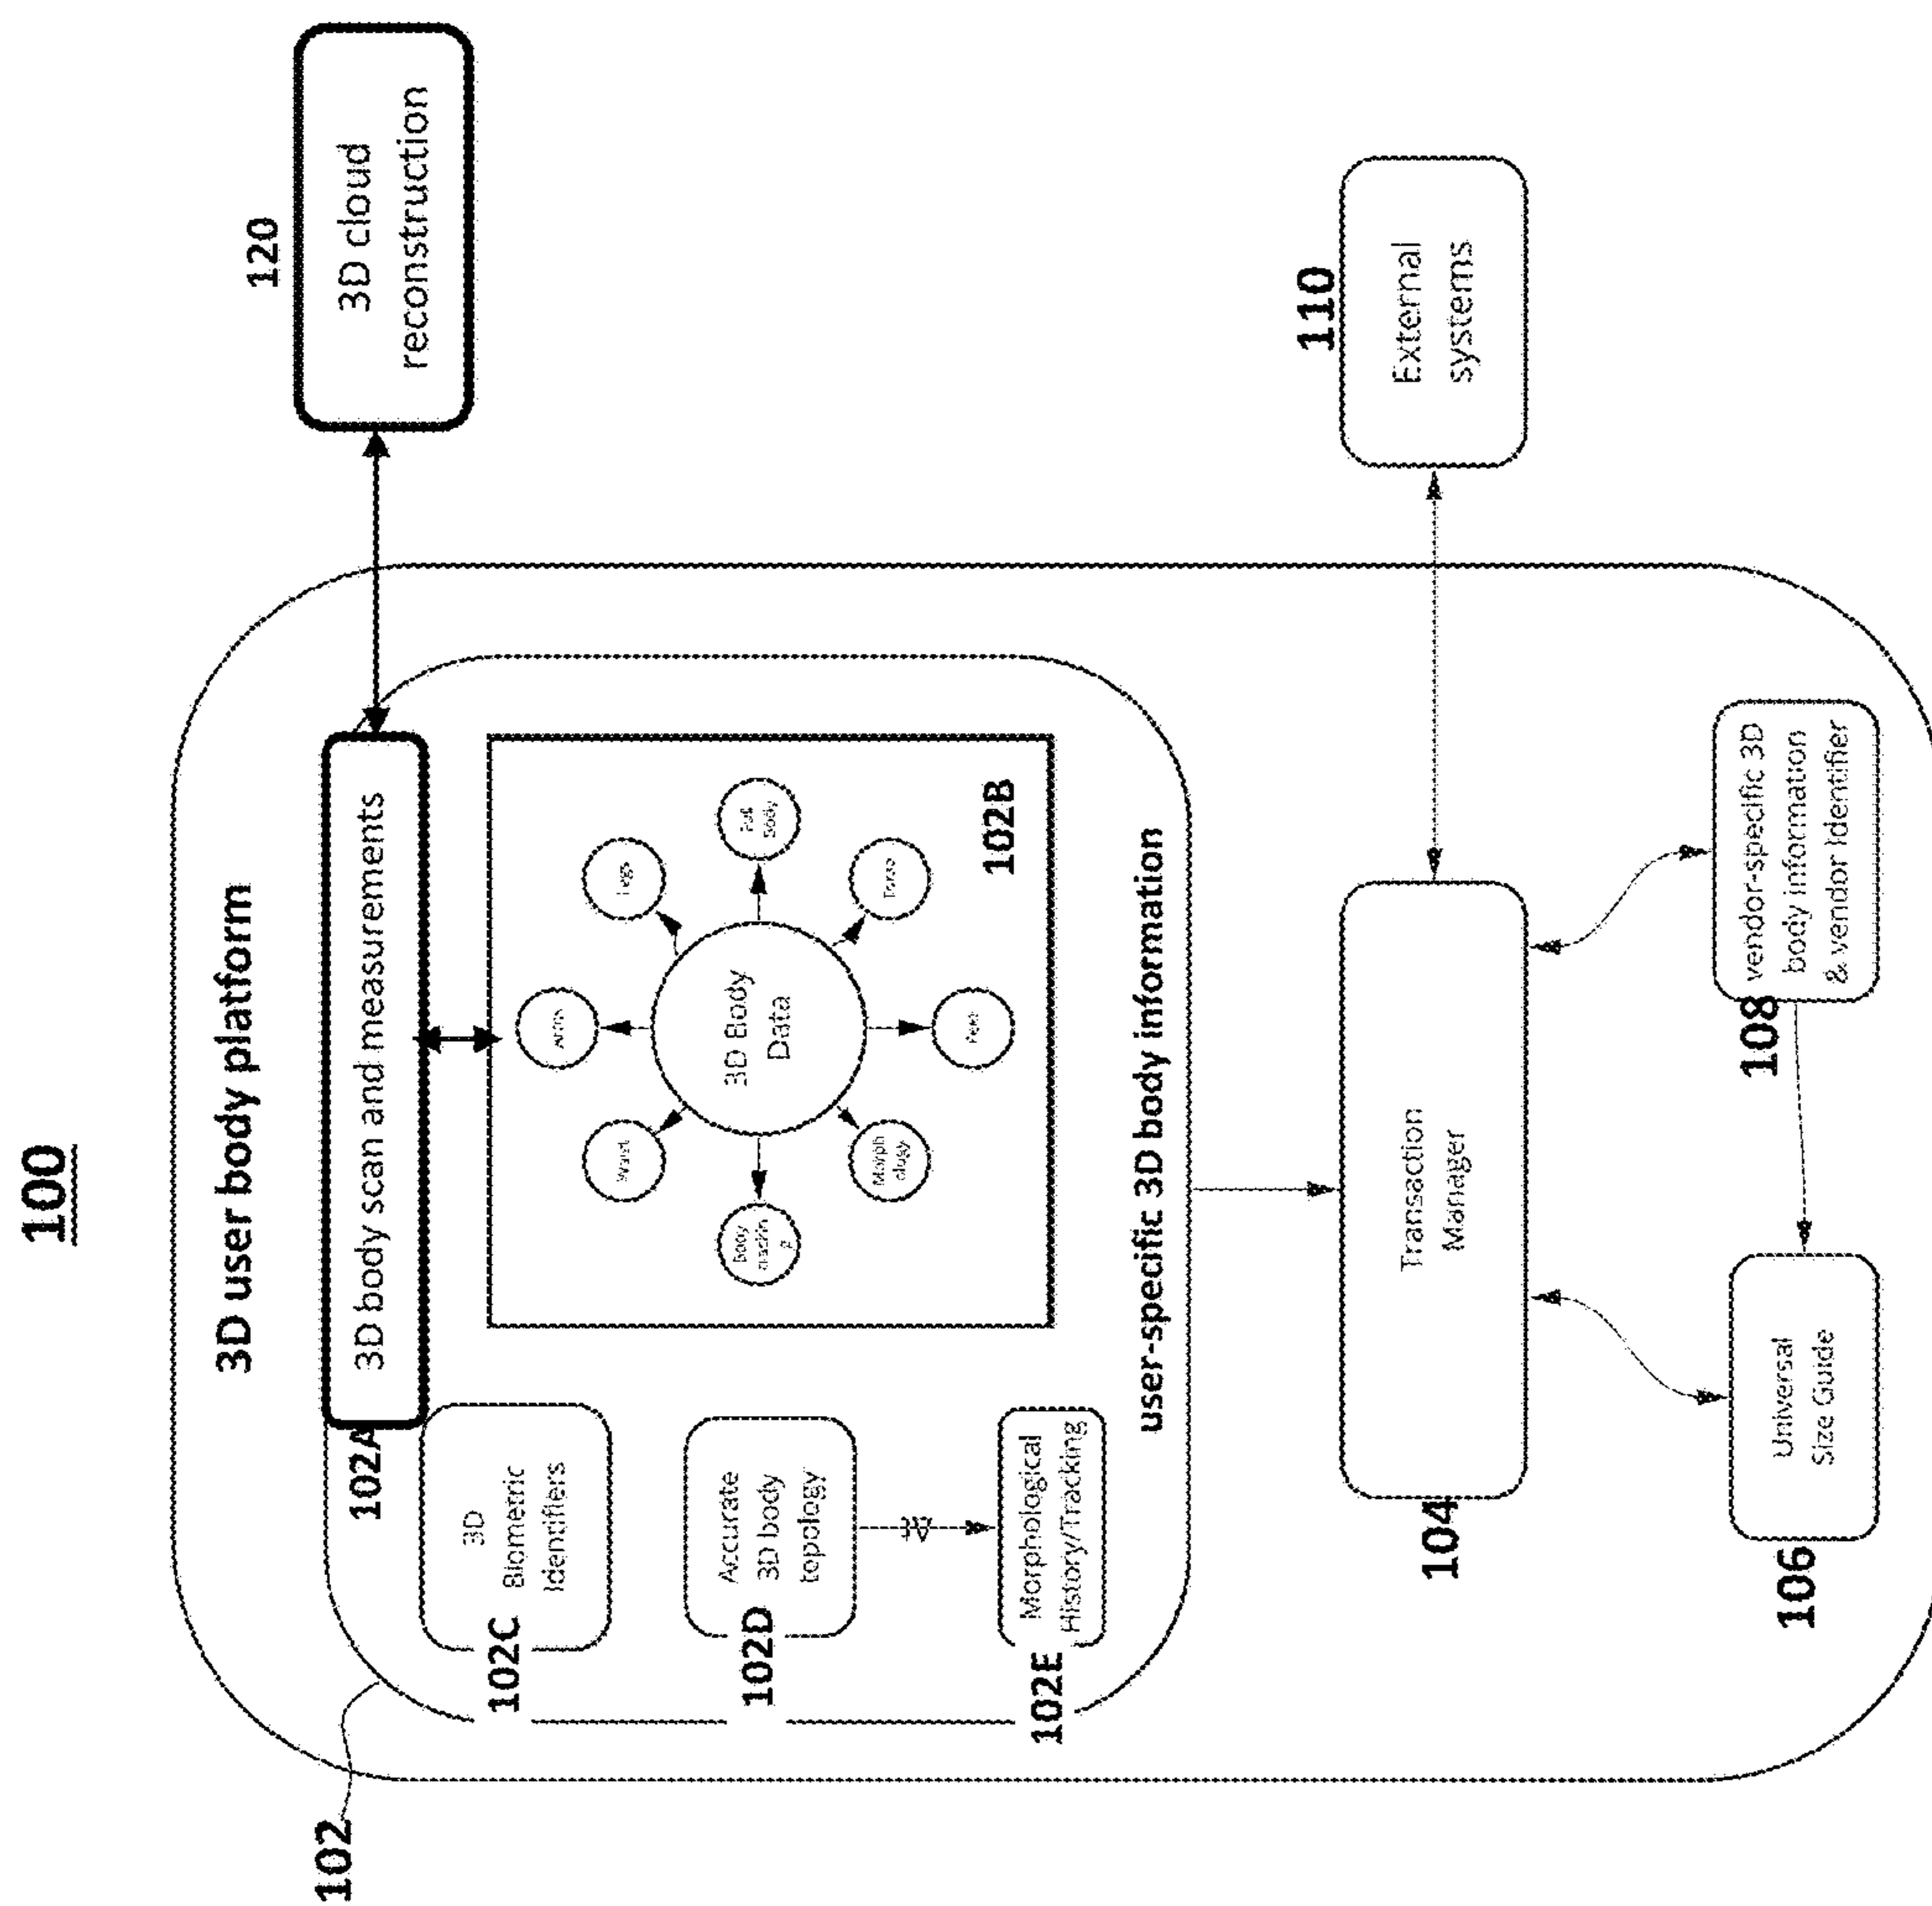 100
3D user body platform
102
102A
3D body scan and measurements
120
3D cloud
reconstruction
102C
3D
Biometric
Identifiers
102D
Accurate
3D body
topology
102E
Morphological
History/Tracking
3D Body
Data
Waist
Arms
Legs
Full
Body
Torso
Feet
Morph
ology
Body
102B
user-specific 3D body information
104
Transaction
Manager
110
External
systems
106
Universal
Size Guide
108
vendor-specific 3D
body information
& vendor Identifier